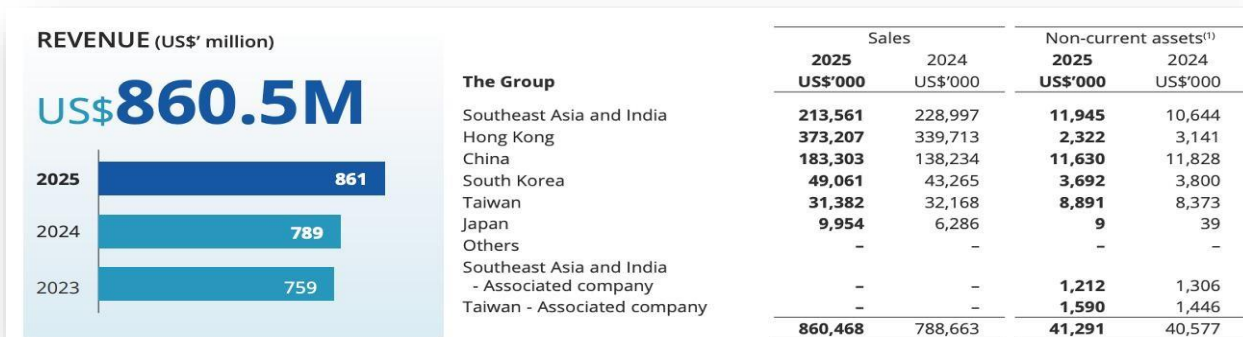 REVENUE (US$' million)
US$860.5M
2025 861
2024 789
2023 759
Sales Non-current assets(1)
2025 2024 2025 2024
The Group US$'000 US$'000 US$'000 US$'000
Southeast Asia and India 213,561 228,997 11,945 10,644
Hong Kong 373,207 339,713 2,322 3,141
China 183,303 138,234 11,630 11,828
South Korea 49,061 43,265 3,692 3,800
Taiwan 31,382 32,168 8,891 8,373
Japan 9,954 6,286 9 39
Others – – – –
Southeast Asia and India
- Associated company – – 1,212 1,306
Taiwan - Associated company – – 1,590 1,446
860,468 788,663 41,291 40,577